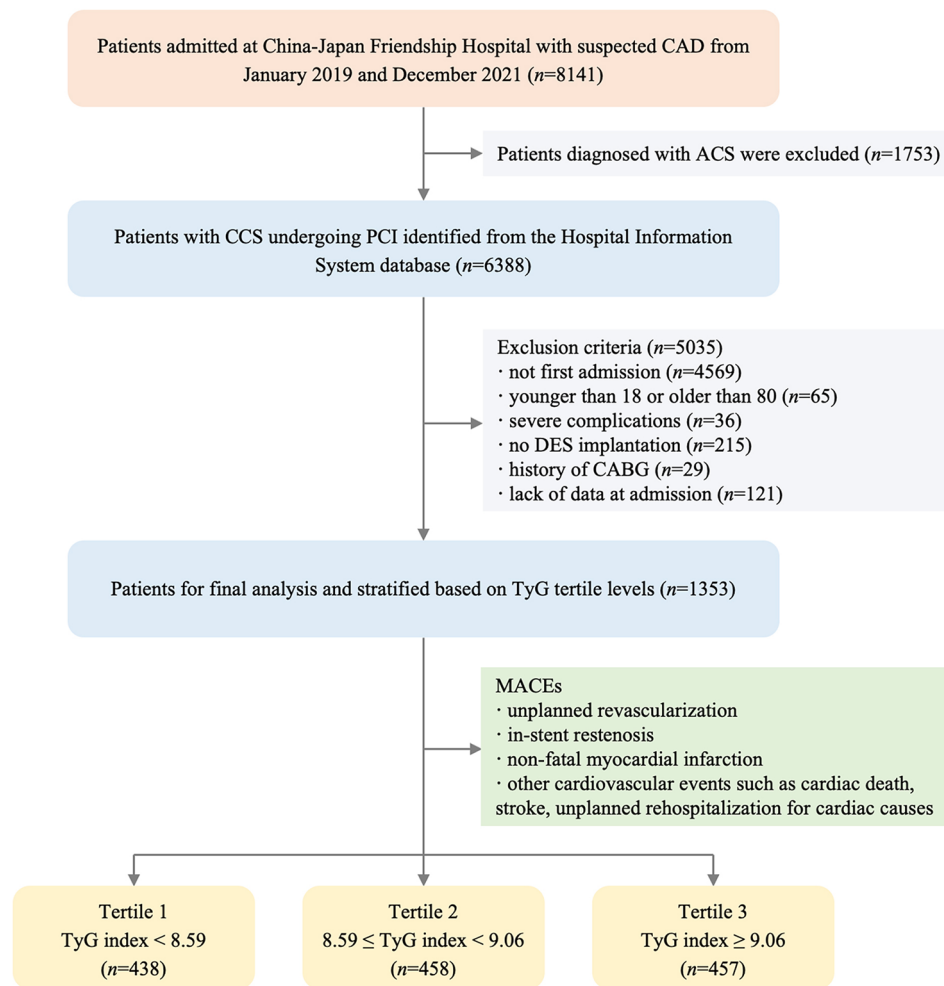 Patients admitted at China-Japan Friendship Hospital with suspected CAD from
January 2019 and December 2021 (n=8141)
Patients diagnosed with ACS were excluded (n=1753)
Patients with CCS undergoing PCI identified from the Hospital Information
System database (n=6388)
Exclusion criteria (n=5035)
· not first admission (n=4569)
· younger than 18 or older than 80 (n=65)
· severe complications (n=36)
· no DES implantation (n=215)
· history of CABG (n=29)
· lack of data at admission (n=121)
Patients for final analysis and stratified based on TyG tertile levels (n=1353)
MACEs
· unplanned revascularization
· in-stent restenosis
· non-fatal myocardial infarction
· other cardiovascular events such as cardiac death,
stroke, unplanned rehospitalization for cardiac causes
Tertile 1
TyG index < 8.59
(n=438)
Tertile 2
8.59 ≤ TyG index < 9.06
(n=458)
Tertile 3
TyG index ≥ 9.06
(n=457)